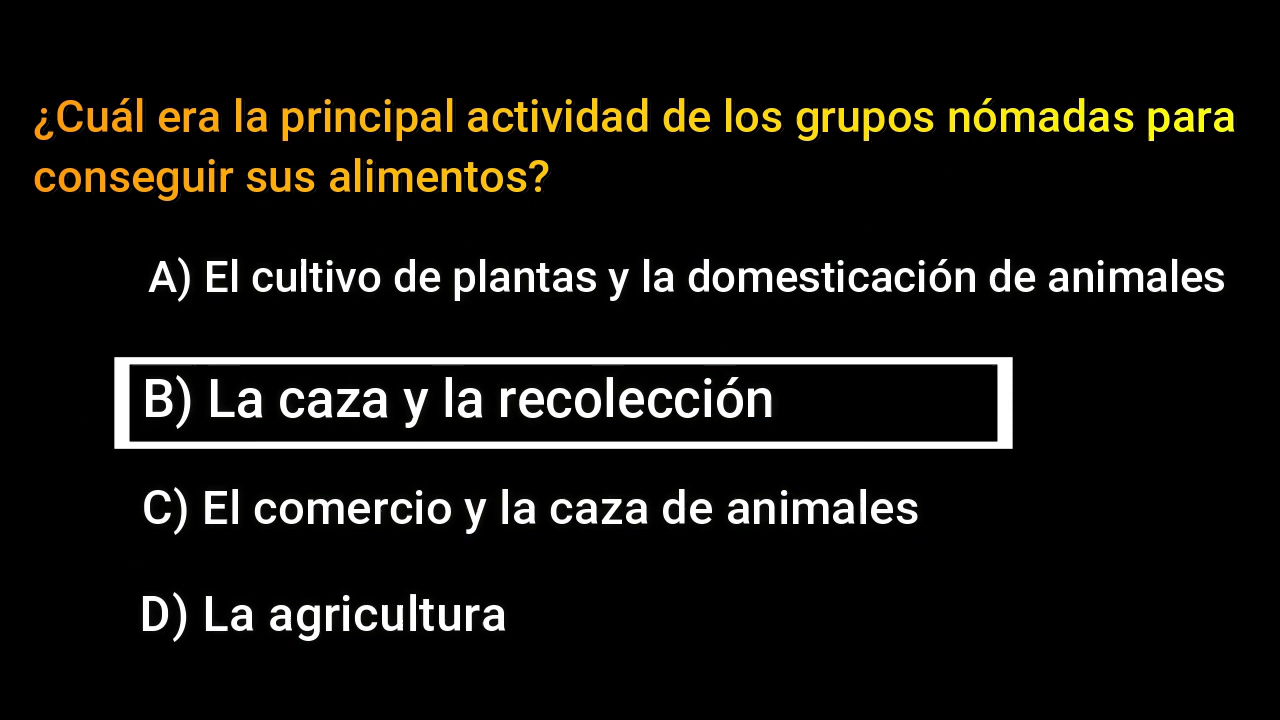 ¿Cuál era la principal actividad de los grupos nómadas para
conseguir sus alimentos?
A) El cultivo de plantas y la domesticación de animales
B) La caza y la recolección
C) El comercio y la caza de animales
D) La agricultura